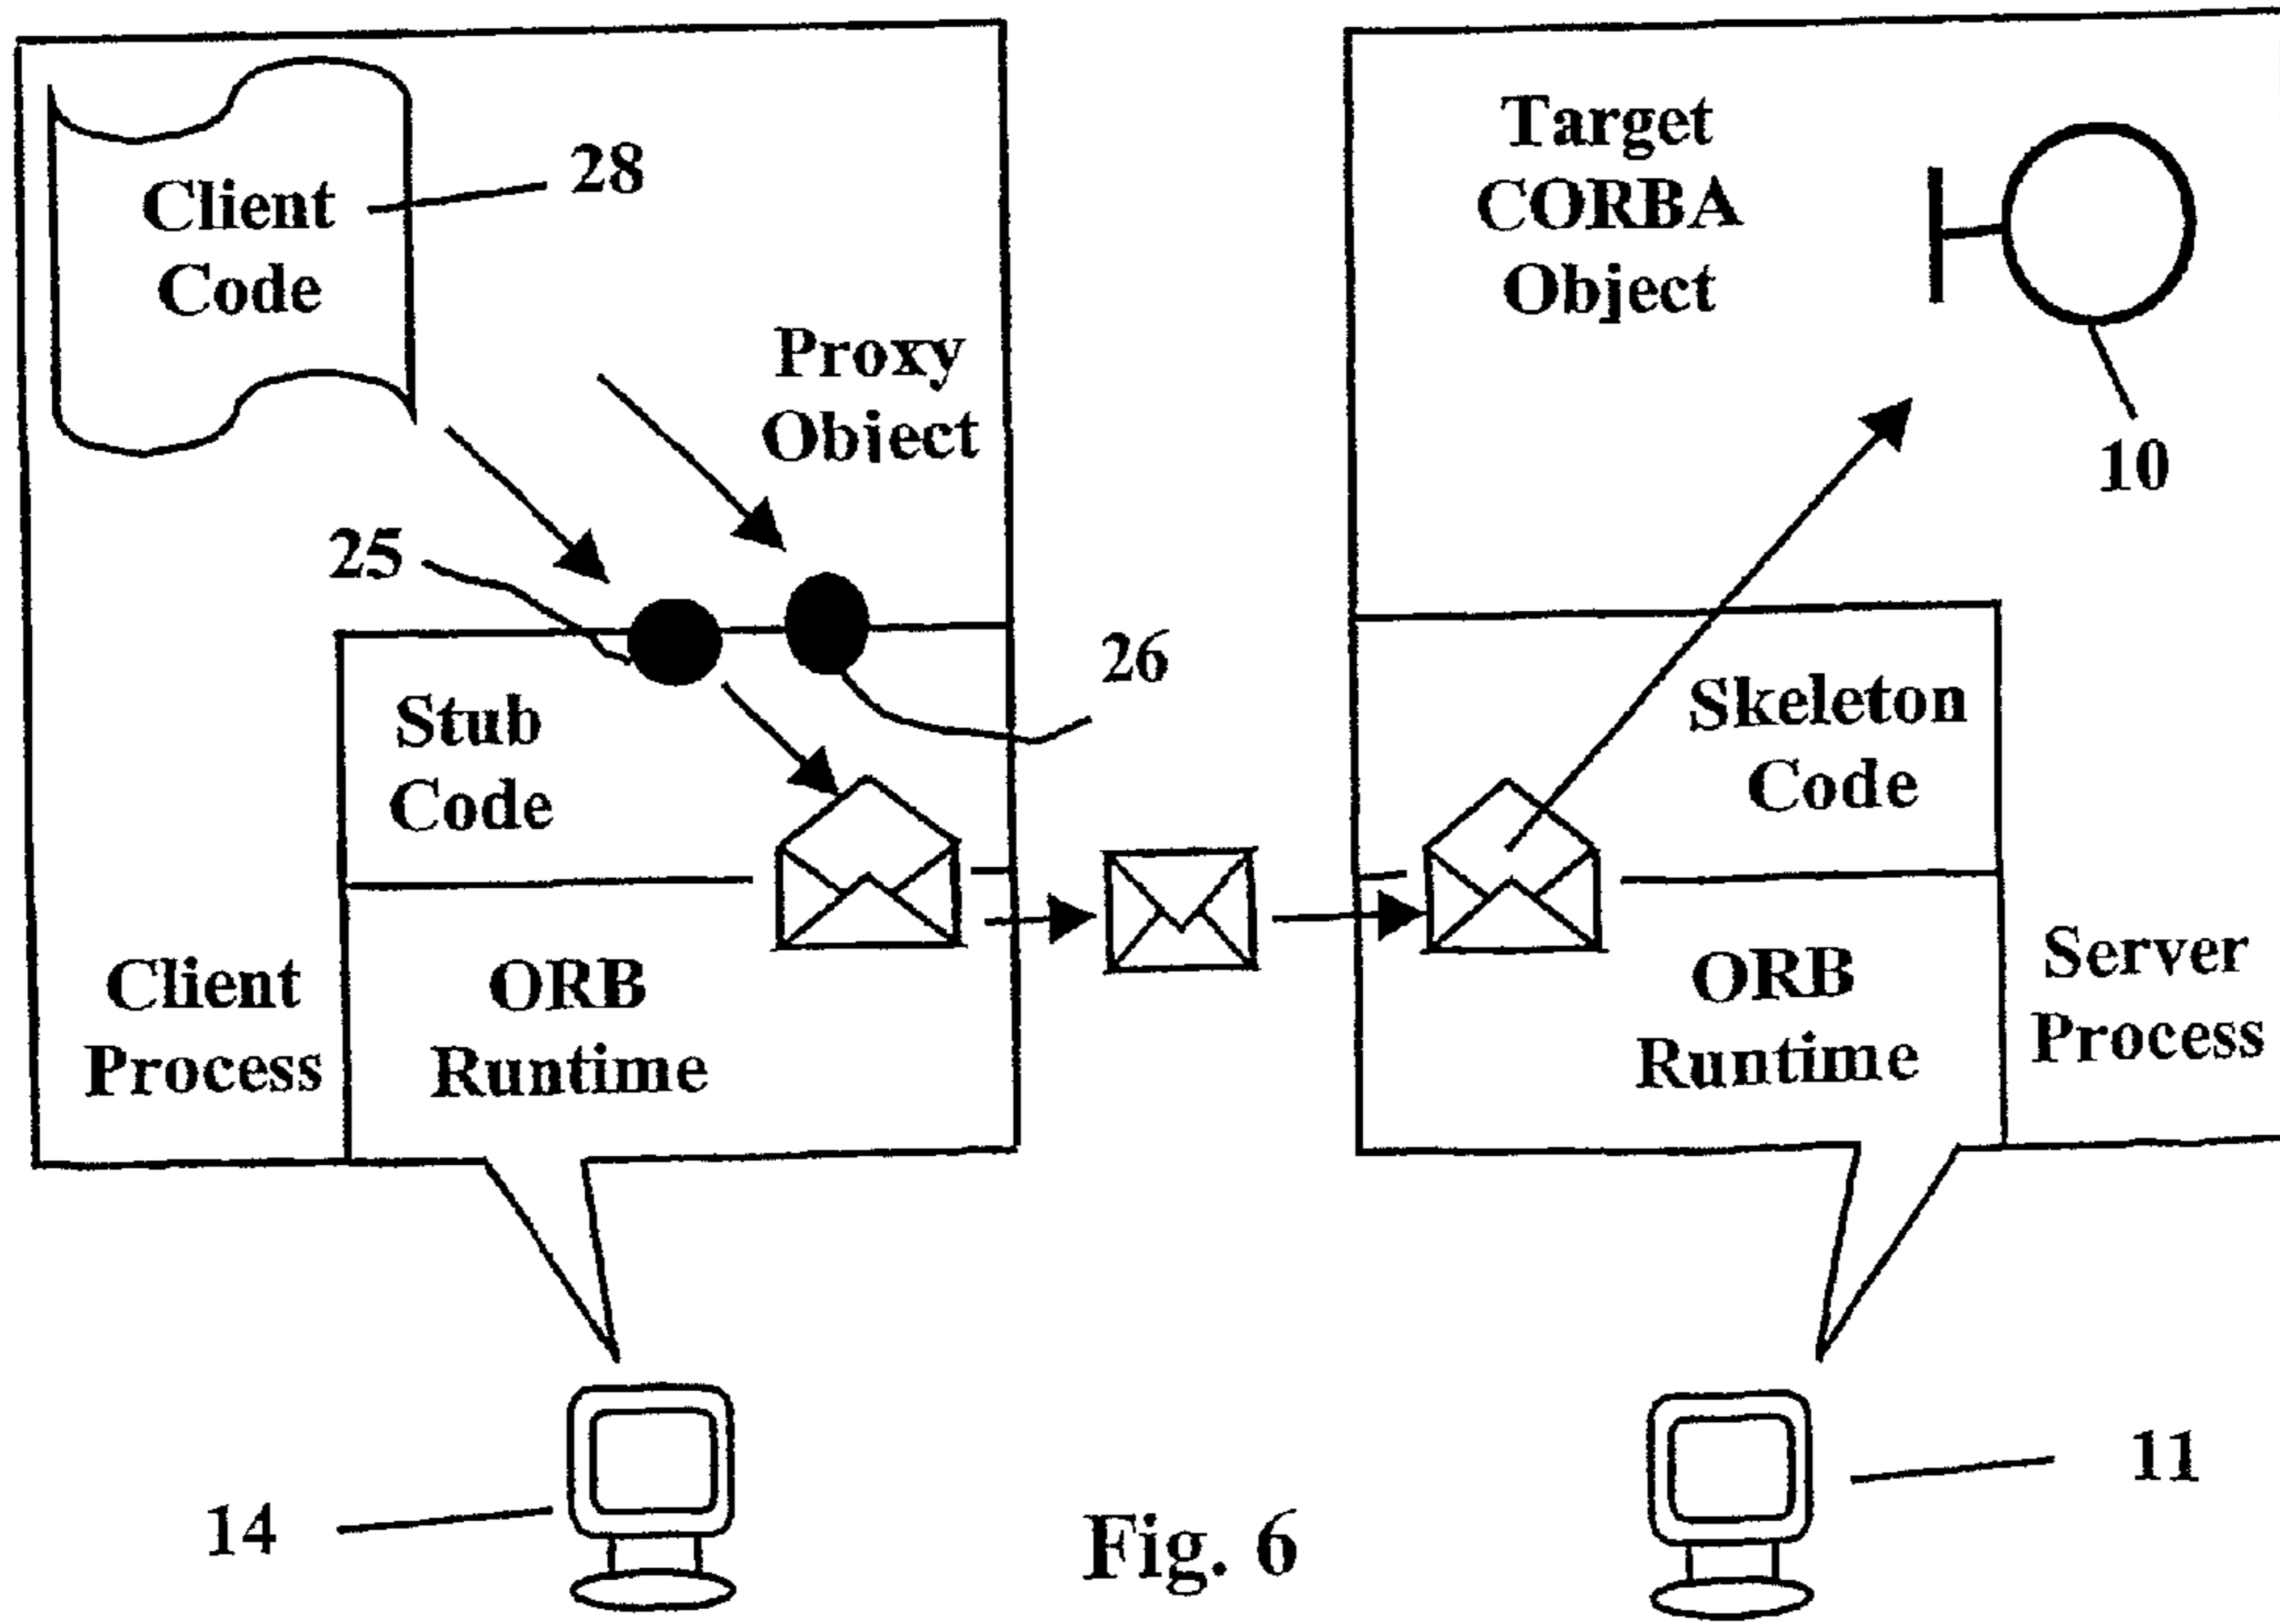 Client
Code
28
Proxy
Object
25
26
Stub
Code
Client
Process
ORB
Runtime
14
Target
CORBA
Object
10
Skeleton
Code
ORB
Runtime
Server
Process
11
Fig. 6